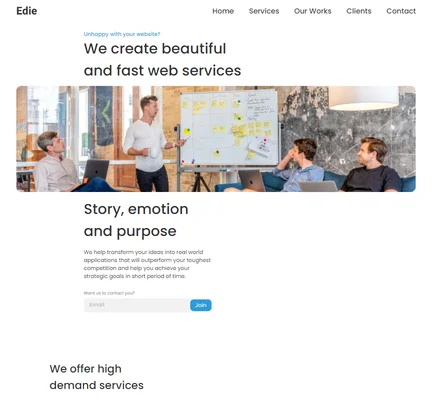 Edie
Home Services Our Works Clients Contact
Unhappy with your website?
We create beautiful
and fast web services
Story, emotion
and purpose
We help transform your ideas into real world
applications that will outperform your toughest
competition and help you achieve your
strategic goals in short period of time.
Want us to contact you?
Email Join
We offer high
demand services